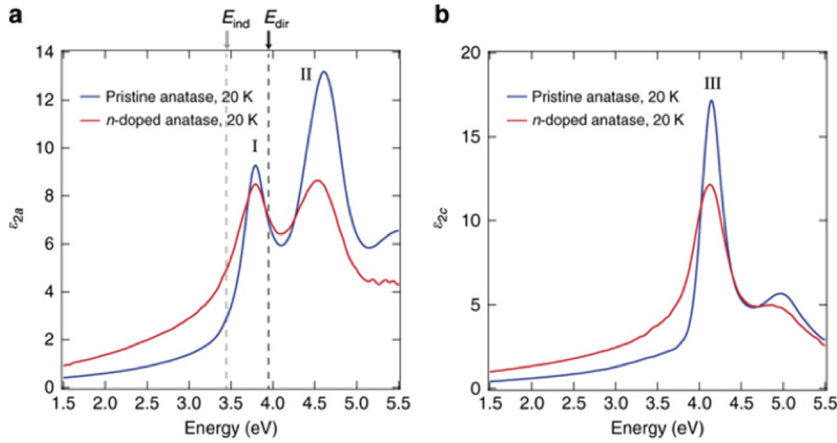 a
E_ind E_dir
14
12
10
8
6
4
2
0
ε2a
Pristine anatase, 20 K
n-doped anatase, 20 K
I
II
1.5 2.0 2.5 3.0 3.5 4.0 4.5 5.0 5.5
Energy (eV)
b
20
15
10
5
0
ε2c
Pristine anatase, 20 K
n-doped anatase, 20 K
III
1.5 2.0 2.5 3.0 3.5 4.0 4.5 5.0 5.5
Energy (eV)